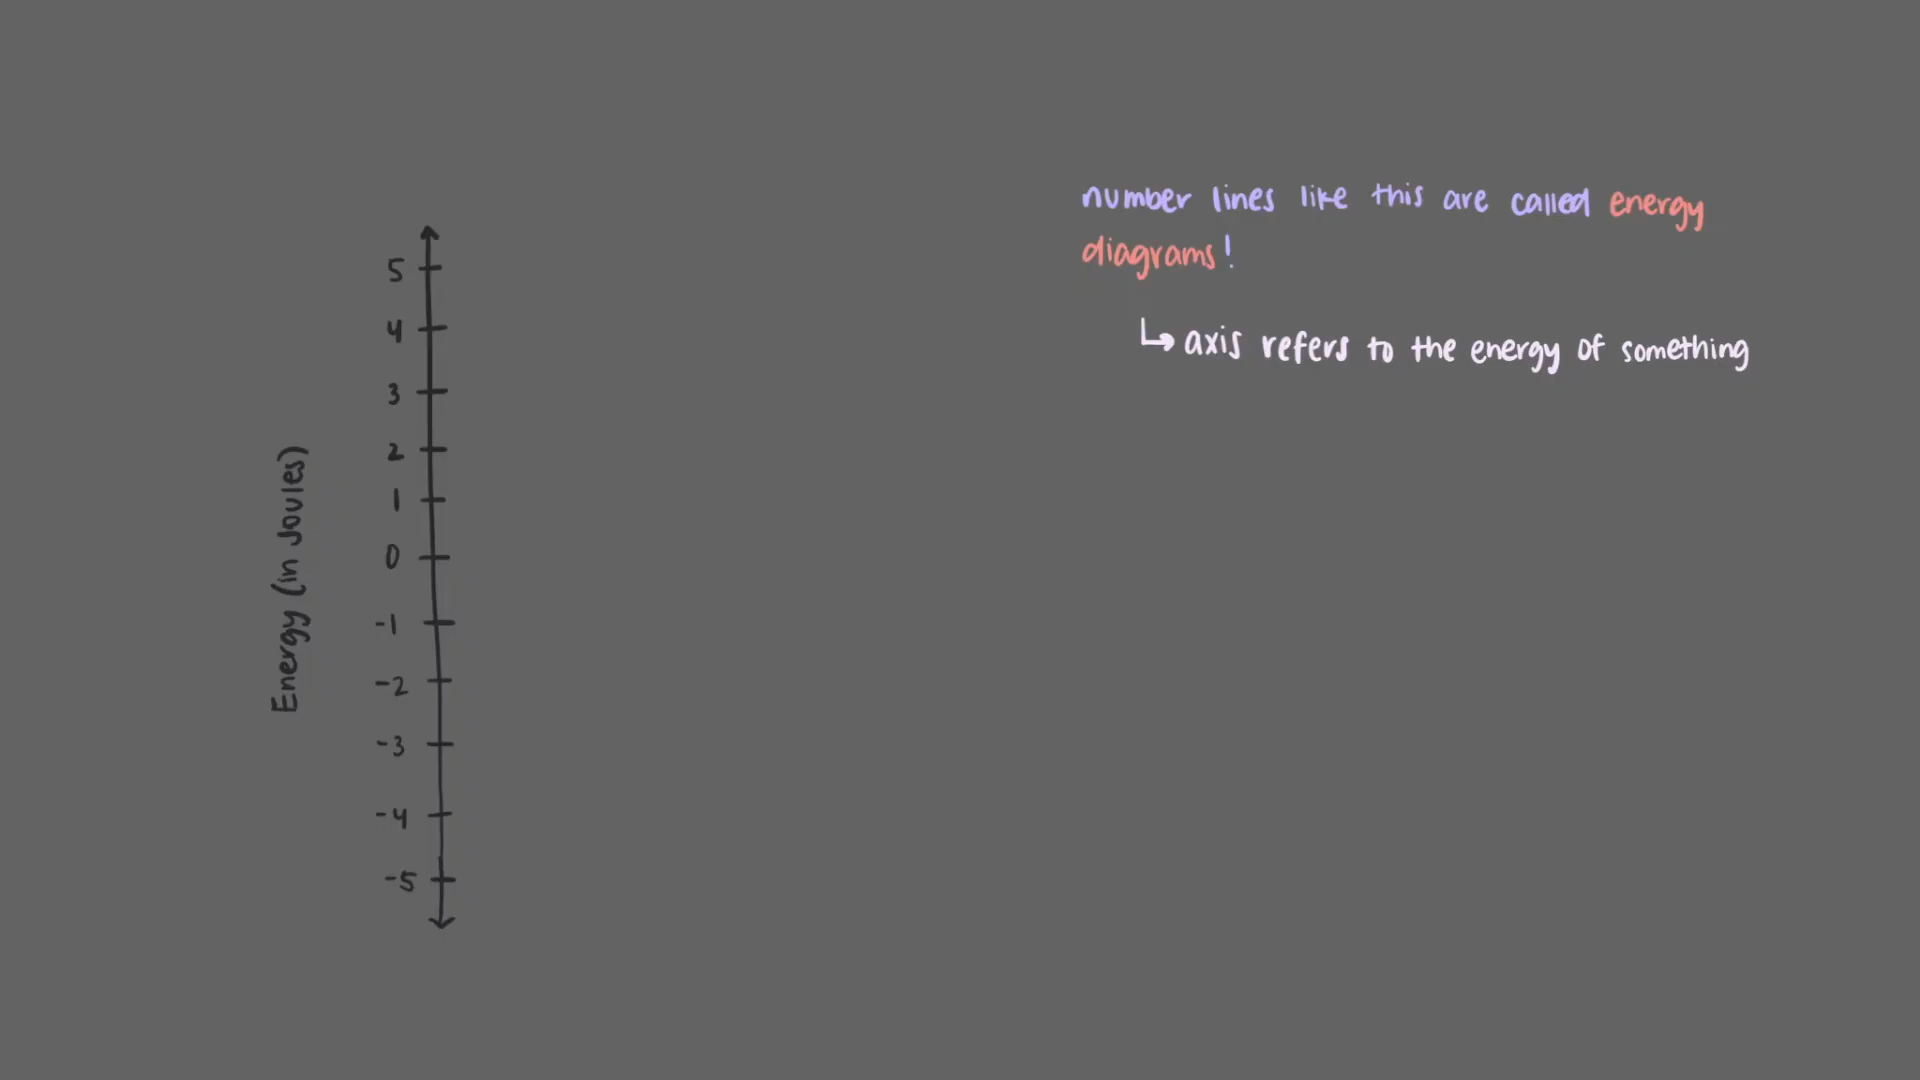 number lines like this are called energy
diagrams!
↳ axis refers to the energy of something
Energy (in Joules)
5
4
3
2
1
0
-1
-2
-3
-4
-5